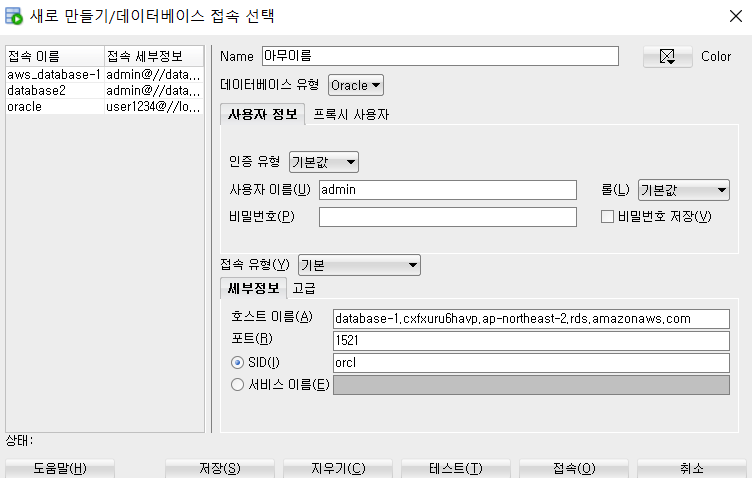 새로 만들기/데이터베이스 접속 선택
접속 이름 접속 세부정보
aws_database-1 admin@//data...
database2 admin@//data...
oracle user1234@//lo...
Name 아무이름 Color
데이터베이스 유형 Oracle
사용자 정보 프록시 사용자
인증 유형 기본값
사용자 이름(U) admin 롤(L) 기본값
비밀번호(P) 비밀번호 저장(V)
접속 유형(Y) 기본
세부정보 고급
호스트 이름(A) database-1.cxfxuru6havp.ap-northeast-2.rds.amazonaws.com
포트(R) 1521
SID(I) orcl
서비스 이름(E)
상태:
도움말(H) 저장(S) 지우기(C) 테스트(T) 접속(O) 취소